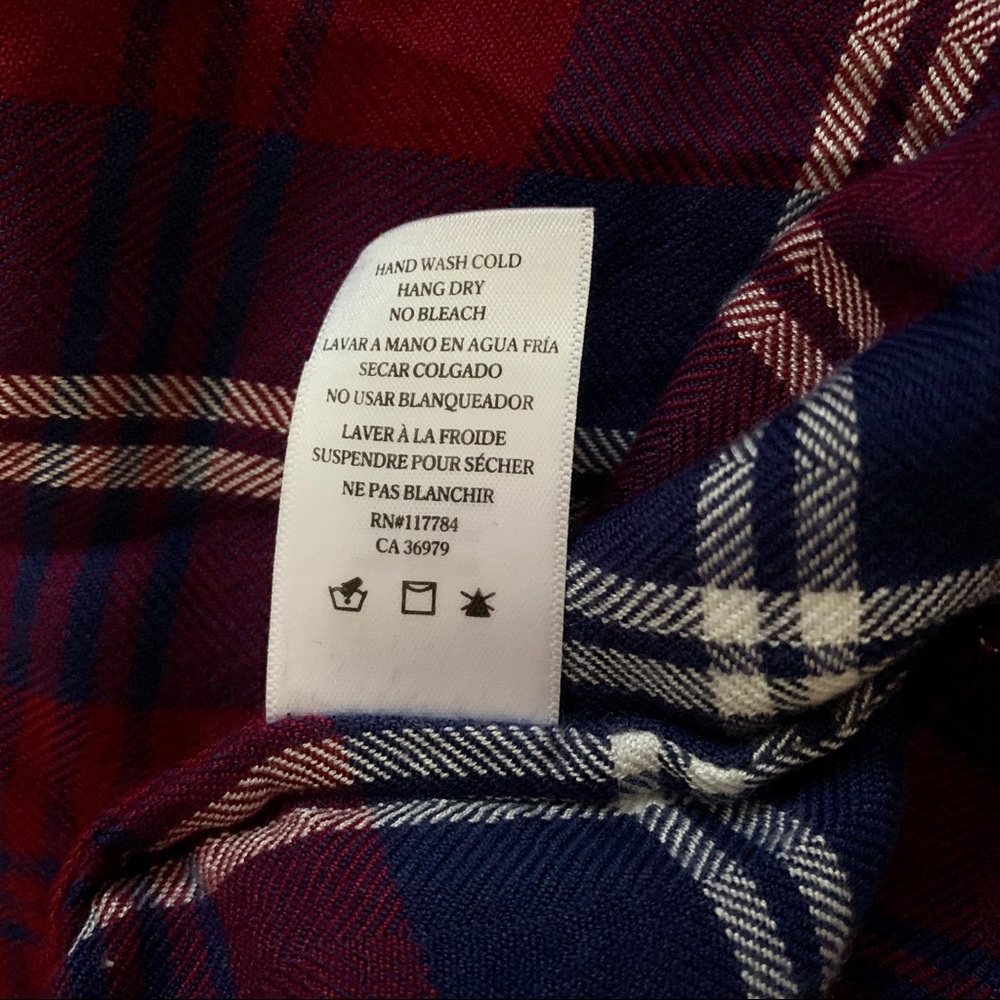 HAND WASH COLD
HANG DRY
NO BLEACH
LAVAR A MANO EN AGUA FRÍA
SECAR COLGADO
NO USAR BLANQUEADOR
LAVER À LA FROIDE
SUSPENDRE POUR SÉCHER
NE PAS BLANCHIR
RN#117784
CA 36979